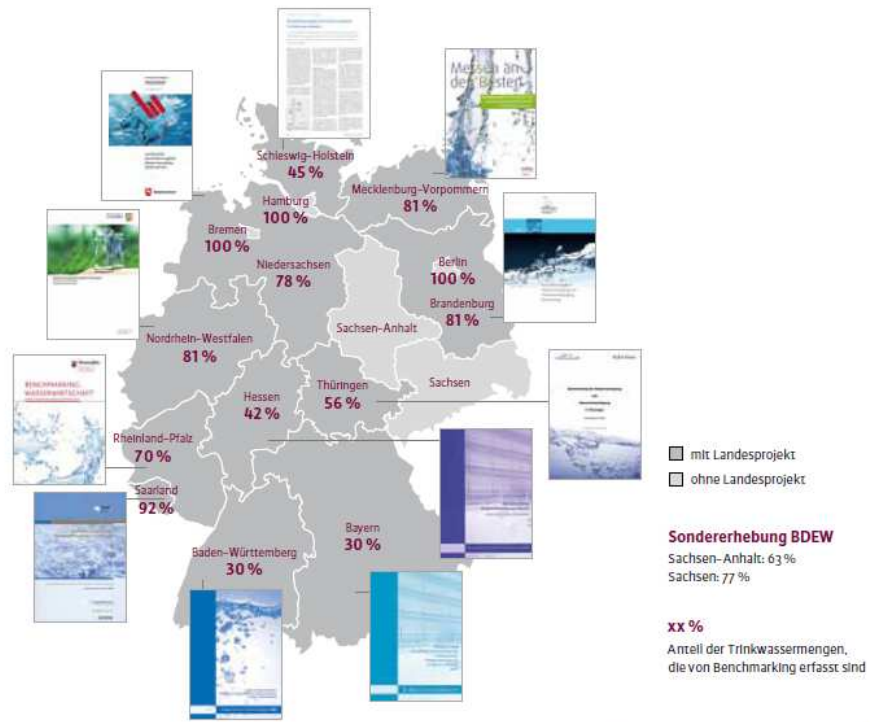 Messen an
den Besten
Schleswig-Holstein
45 %
Mecklenburg-Vorpommern
81 %
Hamburg
100 %
Bremen
100 %
Niedersachsen
78 %
Berlin
100 %
Brandenburg
81 %
Sachsen-Anhalt
Nordrhein-Westfalen
81 %
Sachsen
Thüringen
56 %
Hessen
42 %
BENCHMARKING
WASSERWIRTSCHAFT
Rheinland-Pfalz
70 %
Saarland
92 %
Bayern
30 %
Baden-Württemberg
30 %
mit Landesprojekt
ohne Landesprojekt
Sondererhebung BDEW
Sachsen-Anhalt: 63 %
Sachsen: 77 %
xx %
Anteil der Trinkwassermengen,
die von Benchmarking erfasst sind